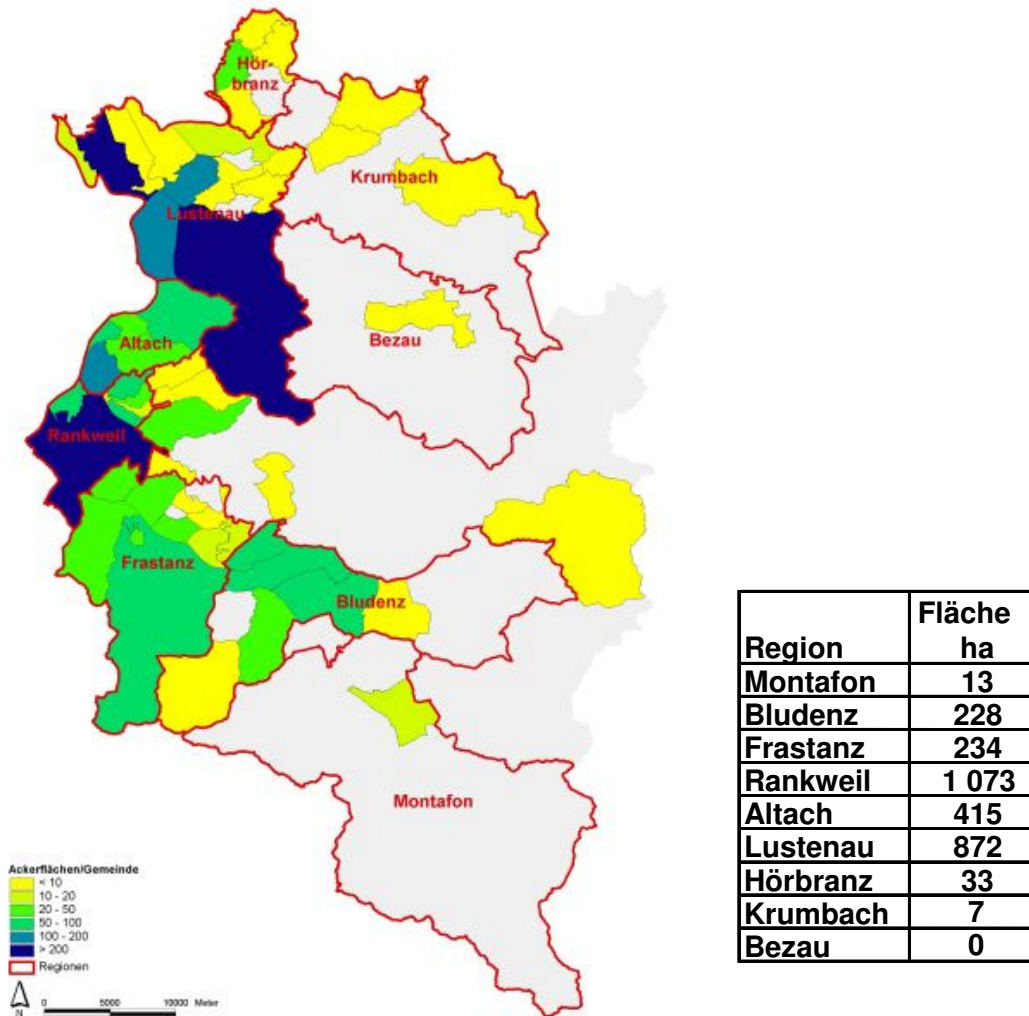 Hör-
branz
Krumbach
Lustenau
Bezau
Altach
Rankweil
Frastanz
Bludenz
Montafon
Ackerflächen/Gemeinde
< 10
10 - 20
20 - 50
50 - 100
100 - 200
> 200
Regionen
N
0 5000 10000 Meter
Region Fläche ha
Montafon 13
Bludenz 228
Frastanz 234
Rankweil 1 073
Altach 415
Lustenau 872
Hörbranz 33
Krumbach 7
Bezau 0